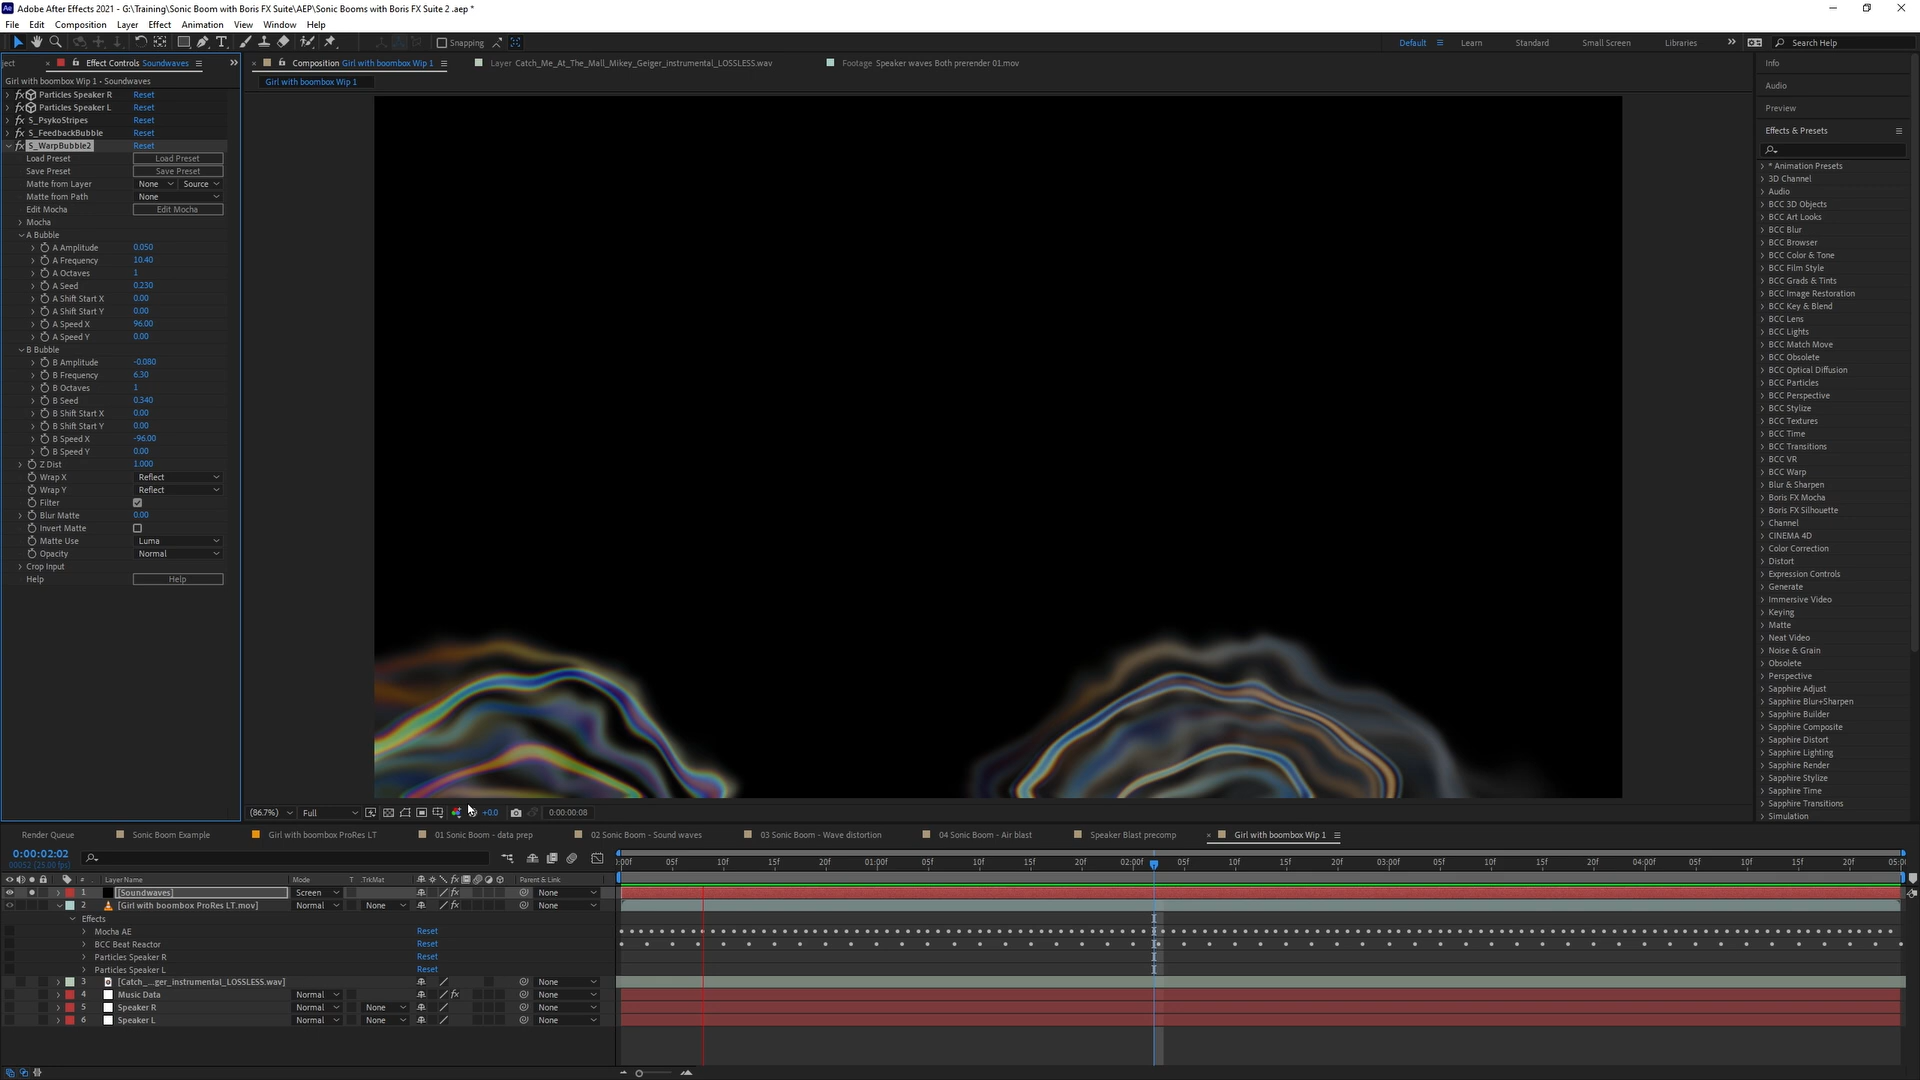 Adobe After Effects 2021 - G:\Training\Sonic Boom with Boris FX Suite\AEP\Sonic Booms with Boris FX Suite 2 .aep *
File Edit Composition Layer Effect Animation View Window Help
Snapping
Default Learn Standard Small Screen Libraries Search Help
ject Effect Controls Soundwaves
Composition Girl with boombox Wip 1
Layer Catch_Me_At_The_Mall_Mikey_Geiger_instrumental_LOSSLESS.wav
Footage Speaker waves Both prerender 01.mov
Girl with boombox Wip 1 - Soundwaves
Girl with boombox Wip 1
Particles Speaker R Reset
Particles Speaker L Reset
S_PsykoStripes Reset
S_FeedbackBubble Reset
S_WarpBubble2 Reset
Load Preset Load Preset
Save Preset Save Preset
Matte from Layer None Source
Matte from Path None
Edit Mocha Edit Mocha
Mocha
A Bubble
A Amplitude 0.050
A Frequency 10.40
A Octaves 1
A Seed 0.230
A Shift Start X 0.00
A Shift Start Y 0.00
A Speed X 96.00
A Speed Y 0.00
B Bubble
B Amplitude -0.080
B Frequency 6.30
B Octaves 1
B Seed 0.340
B Shift Start X 0.00
B Shift Start Y 0.00
B Speed X -96.00
B Speed Y 0.00
Z Dist 1.000
Wrap X Reflect
Wrap Y Reflect
Filter
Blur Matte 0.00
Invert Matte
Matte Use Luma
Opacity Normal
Crop Input
Help Help
Info
Audio
Preview
Effects & Presets
* Animation Presets
3D Channel
Audio
BCC 3D Objects
BCC Art Looks
BCC Blur
BCC Browser
BCC Color & Tone
BCC Film Style
BCC Grads & Tints
BCC Image Restoration
BCC Key & Blend
BCC Lens
BCC Lights
BCC Match Move
BCC Obsolete
BCC Optical Diffusion
BCC Particles
BCC Perspective
BCC Stylize
BCC Textures
BCC Time
BCC Transitions
BCC VR
BCC Warp
Blur & Sharpen
Boris FX Mocha
Boris FX Silhouette
Channel
CINEMA 4D
Color Correction
Distort
Expression Controls
Generate
Immersive Video
Keying
Matte
Neat Video
Noise & Grain
Obsolete
Perspective
Sapphire Adjust
Sapphire Blur+Sharpen
Sapphire Builder
Sapphire Composite
Sapphire Distort
Sapphire Lighting
Sapphire Render
Sapphire Stylize
Sapphire Time
Sapphire Transitions
Simulation
(86.7%) Full +0.0 0:00:00:08
Render Queue Sonic Boom Example Girl with boombox ProRes LT 01 Sonic Boom - data prep 02 Sonic Boom - Sound waves 03 Sonic Boom - Wave distortion 04 Sonic Boom - Air blast Speaker Blast precomp Girl with boombox Wip 1
0:00:02:02
00052 (25.00 fps)
:00f 05f 10f 15f 20f 01:00f 05f 10f 15f 20f 02:00f 05f 10f 15f 20f 03:00f 05f 10f 15f 20f 04:00f 05f 10f 15f 20f 05:0
# Layer Name Mode T .TrkMat Parent & Link
1 [Soundwaves] Screen None
2 [Girl with boombox ProRes LT.mov] Normal None None
Effects
Mocha AE Reset
BCC Beat Reactor Reset
Particles Speaker R Reset
Particles Speaker L Reset
3 [Catch_...ger_instrumental_LOSSLESS.wav] None
4 Music Data Normal None
5 Speaker R Normal None None
6 Speaker L Normal None None